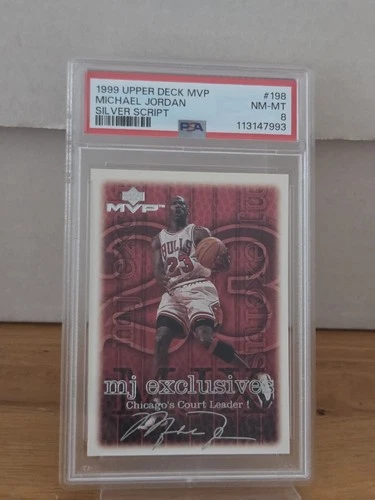 1999 UPPER DECK MVP #198
MICHAEL JORDAN NM-MT
SILVER SCRIPT 8
PSA 113147993
MVP™
BULLS
23
mj exclusives
Chicago's Court Leader !